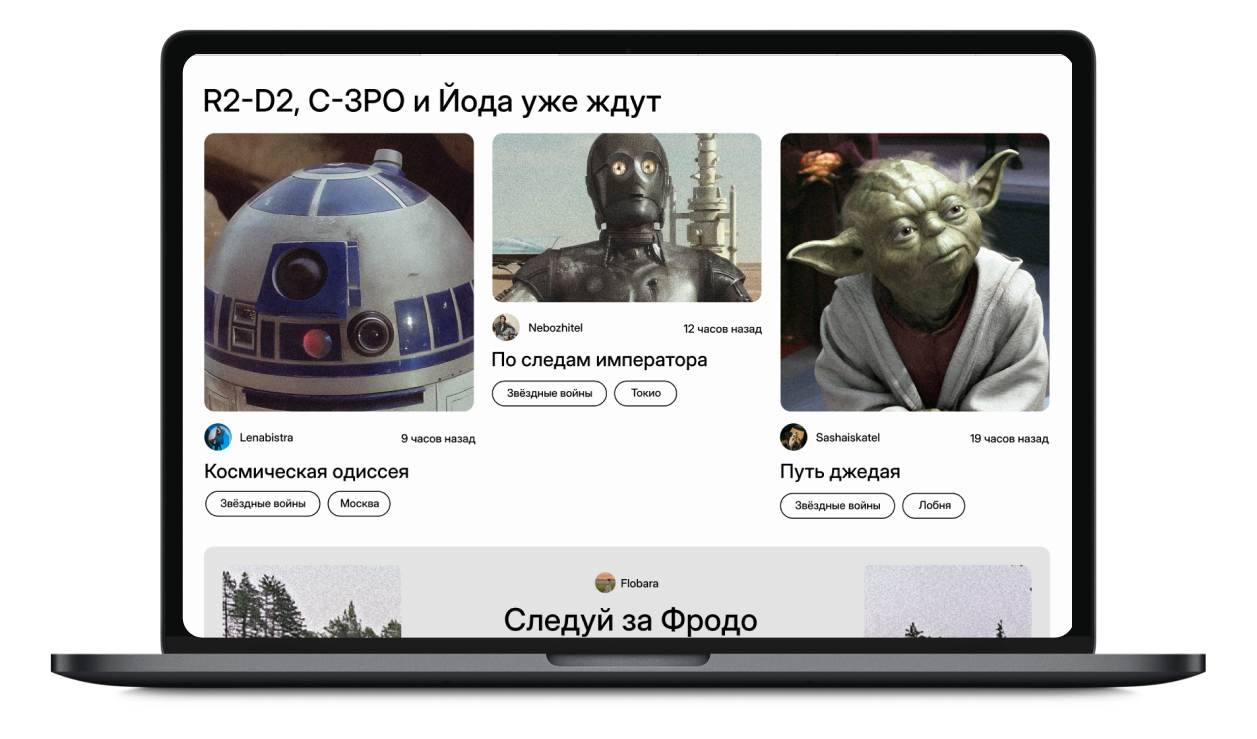 R2-D2, C-3PO и Йода уже ждут
Lenabistra
9 часов назад
Космическая одиссея
Звёздные войны
Москва
Nebozhitel
12 часов назад
По следам императора
Звёздные войны
Токио
Sashaiskatel
19 часов назад
Путь джедая
Звёздные войны
Лобня
Flobara
Следуй за Фродо